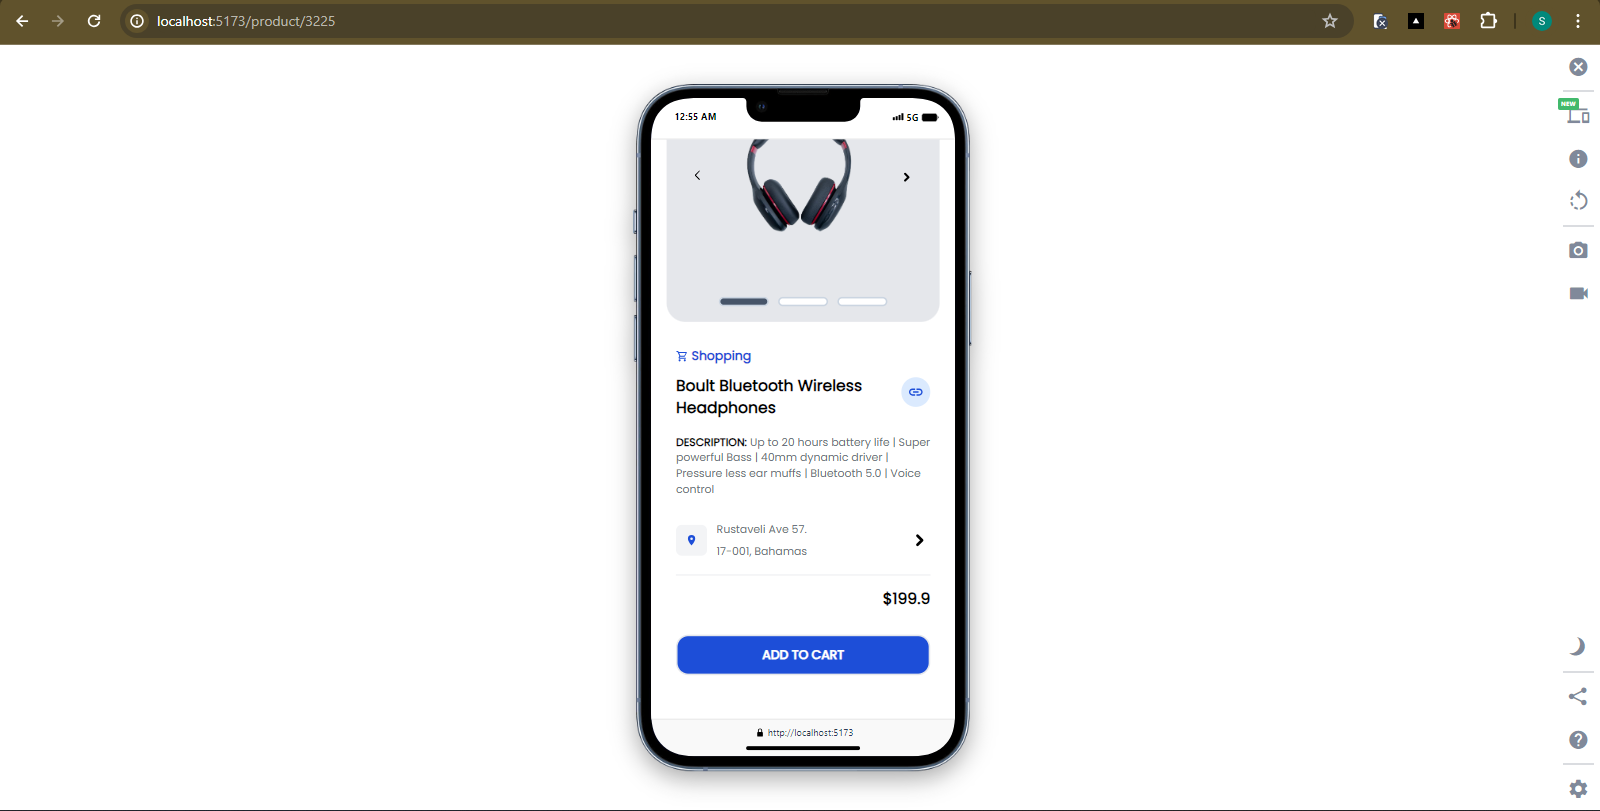 localhost:5173/product/3225
S
NEW
12:55 AM
5G
Shopping
Boult Bluetooth Wireless
Headphones
DESCRIPTION: Up to 20 hours battery life | Super
powerful Bass | 40mm dynamic driver |
Pressure less ear muffs | Bluetooth 5.0 | Voice
control
Rustaveli Ave 57.
17-001, Bahamas
$199.9
ADD TO CART
http://localhost:5173